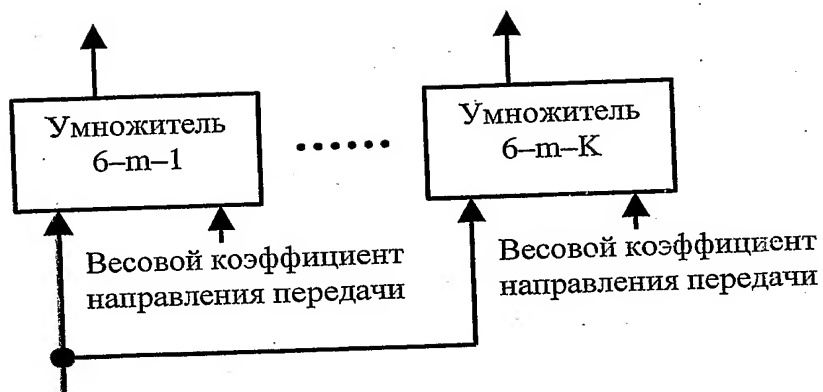 Умножитель
6–m–1
......
Умножитель
6–m–K
Весовой коэффициент
направления передачи
Весовой коэффициент
направления передачи